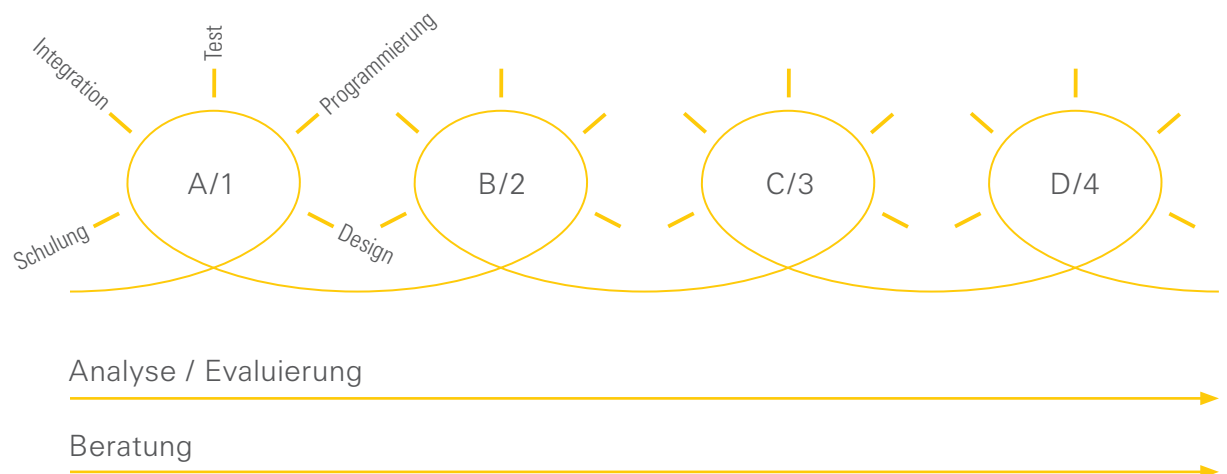 Test
Integration
Programmierung
A/1
B/2
C/3
D/4
Schulung
Design
Analyse / Evaluierung
Beratung